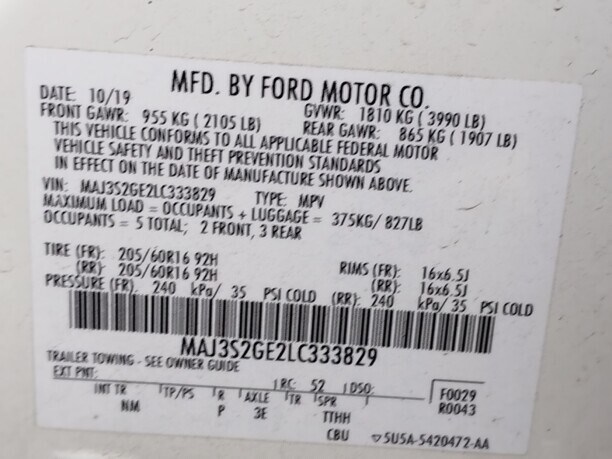 MFD. BY FORD MOTOR CO.
DATE: 10/19 GVWR: 1810 KG ( 3990 LB)
FRONT GAWR: 955 KG ( 2105 LB) REAR GAWR: 865 KG ( 1907 LB)
THIS VEHICLE CONFORMS TO ALL APPLICABLE FEDERAL MOTOR
VEHICLE SAFETY AND THEFT PREVENTION STANDARDS
IN EFFECT ON THE DATE OF MANUFACTURE SHOWN ABOVE.
VIN: MAJ3S2GE2LC333829 TYPE: MPV
MAXIMUM LOAD = OCCUPANTS + LUGGAGE = 375KG/ 827LB
OCCUPANTS = 5 TOTAL; 2 FRONT, 3 REAR
TIRE (FR): 205/60R16 92H RIMS (FR): 16x6.5J
(RR): 205/60R16 92H (RR): 16x6.5J
PRESSURE (FR): 240 kPa/ 35 PSI COLD (RR): 240 kPa/ 35 PSI COLD
MAJ3S2GE2LC333829
TRAILER TOWING - SEE OWNER GUIDE
EXT PNT: RC: 52 DSO: F0029
INT TR TP/PS R AXLE TR SPR R0043
NM P 3E TTHH
CBU 5U5A-5420472-AA